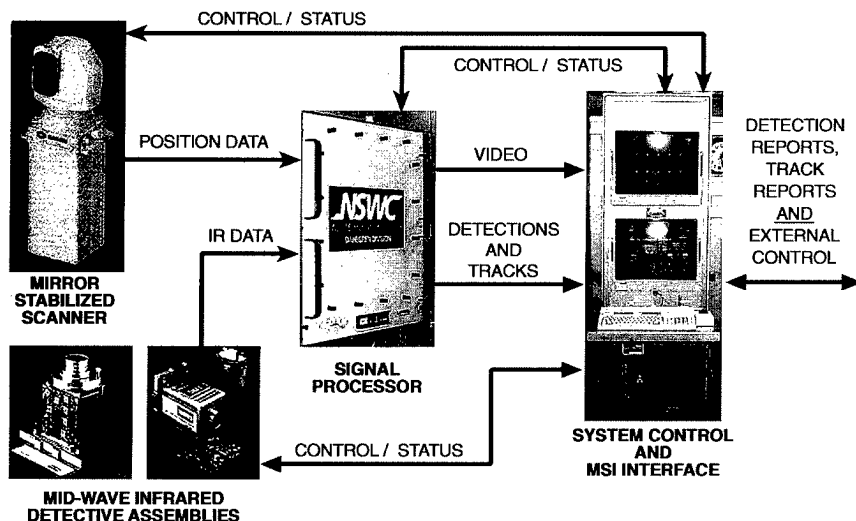 CONTROL / STATUS
CONTROL / STATUS
POSITION DATA
VIDEO
DETECTION
REPORTS,
TRACK
REPORTS
AND
EXTERNAL
CONTROL
NSWC
IR DATA
DETECTIONS
AND
TRACKS
MIRROR
STABILIZED
SCANNER
SIGNAL
PROCESSOR
CONTROL / STATUS
SYSTEM CONTROL
AND
MSI INTERFACE
MID-WAVE INFRARED
DETECTIVE ASSEMBLIES